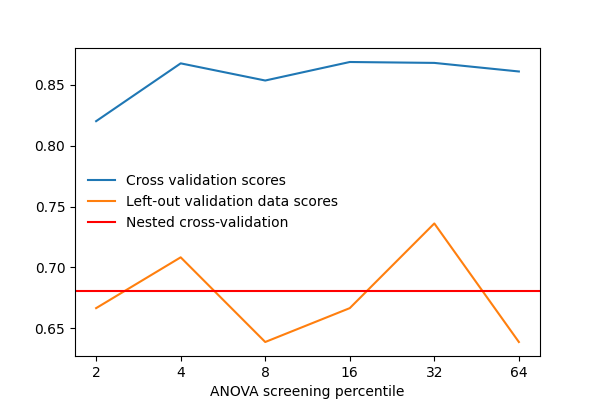 0.85
0.80
0.75
0.70
0.65
Cross validation scores
Left-out validation data scores
Nested cross-validation
2 4 8 16 32 64
ANOVA screening percentile